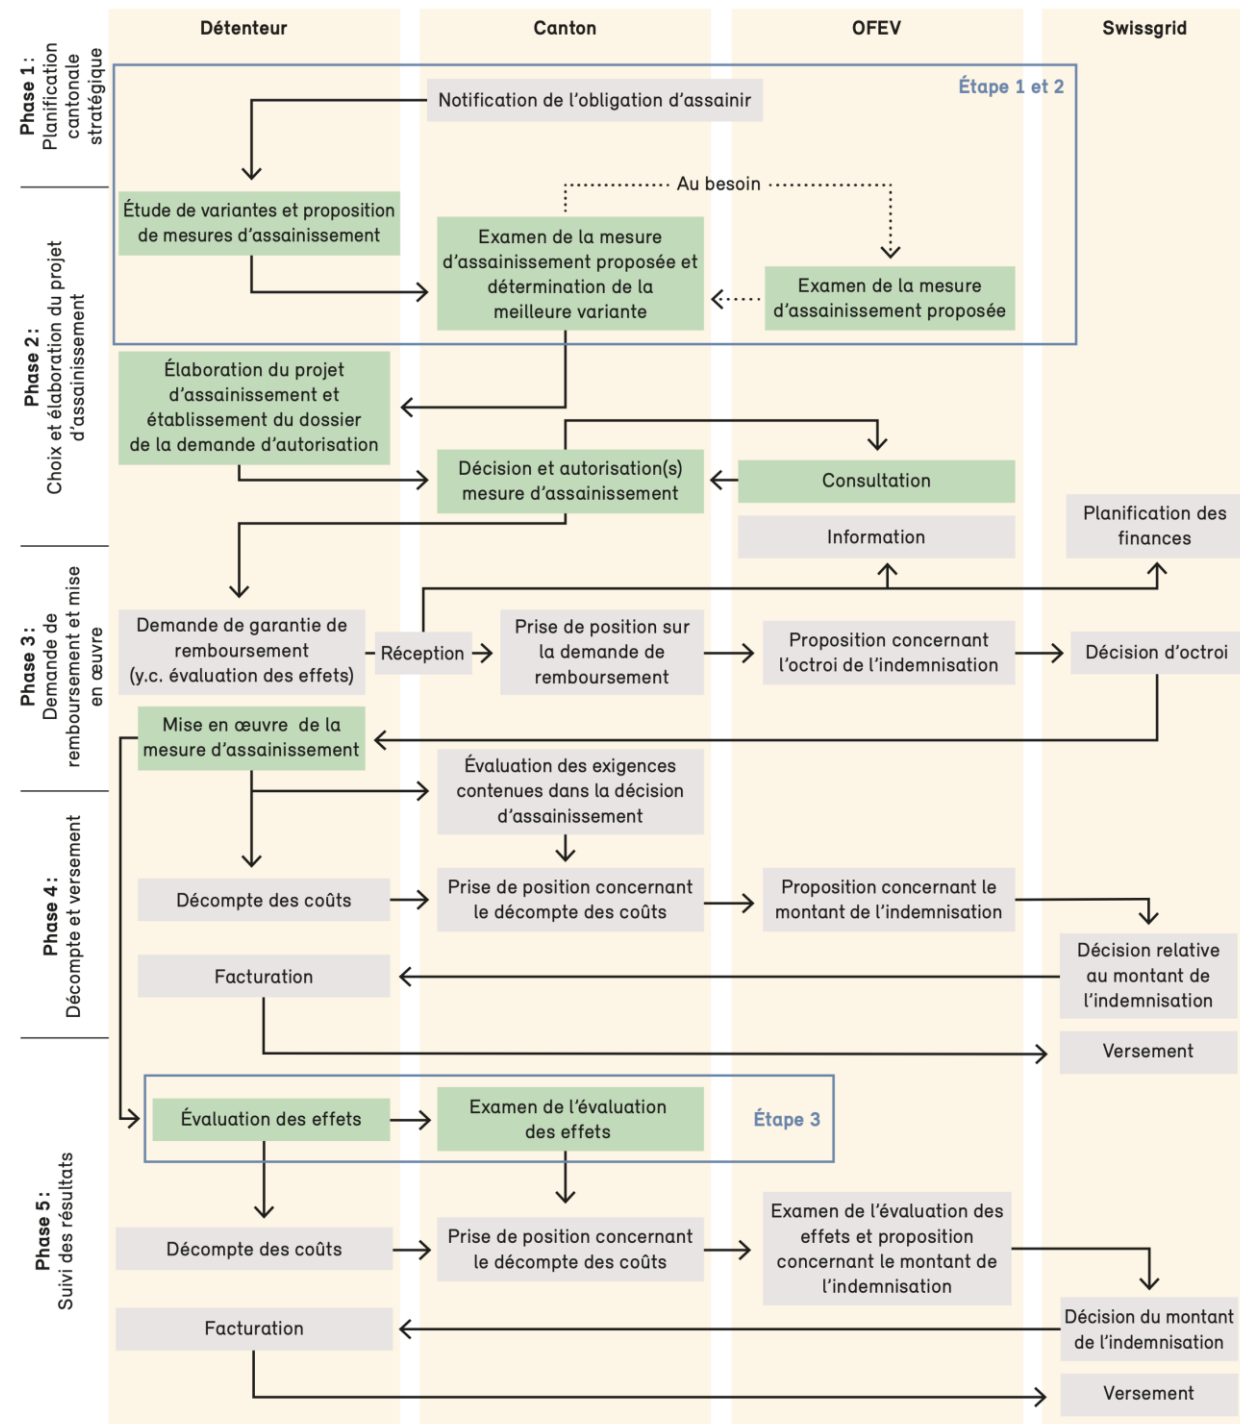 Détenteur
Canton
OFEV
Swissgrid
Phase 1 :
Planification
cantonale
stratégique
Étape 1 et 2
Notification de l'obligation d'assainir
Phase 2 :
Choix et élaboration du projet
d'assainissement
Au besoin
Étude de variantes et proposition
de mesures d'assainissement
Examen de la mesure
d'assainissement proposée et
détermination de la
meilleure variante
Examen de la mesure
d'assainissement proposée
Élaboration du projet
d'assainissement et
établissement du dossier
de la demande d'autorisation
Décision et autorisation(s)
mesure d'assainissement
Consultation
Information
Planification des
finances
Phase 3 :
Demande de
remboursement et mise
en œuvre
Demande de garantie de
remboursement
(y.c. évaluation des effets)
Réception
Prise de position sur
la demande de
remboursement
Proposition concernant
l'octroi de l'indemnisation
Décision d'octroi
Mise en œuvre de la
mesure d'assainissement
Évaluation des exigences
contenues dans la décision
d'assainissement
Phase 4 :
Décompte et versement
Décompte des coûts
Prise de position concernant
le décompte des coûts
Proposition concernant le
montant de l'indemnisation
Décision relative
au montant de
l'indemnisation
Facturation
Versement
Phase 5 :
Suivi des résultats
Évaluation des effets
Examen de l'évaluation
des effets
Étape 3
Décompte des coûts
Prise de position concernant
le décompte des coûts
Examen de l'évaluation des
effets et proposition
concernant le montant de
l'indemnisation
Décision du montant
de l'indemnisation
Facturation
Versement